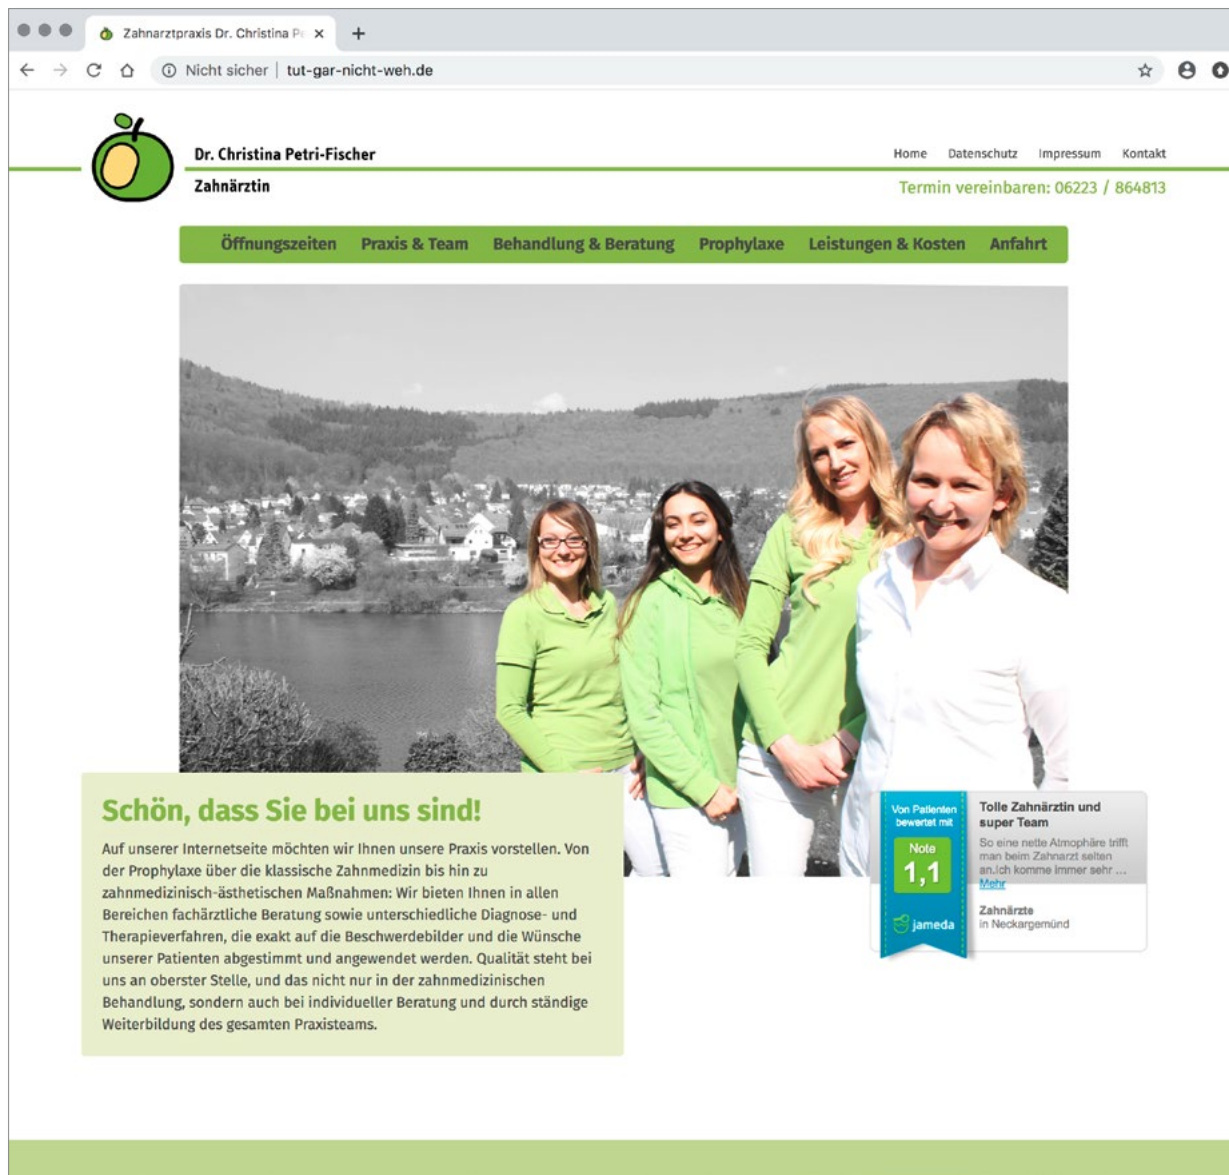 Zahnarztpraxis Dr. Christina Pe
Nicht sicher | tut-gar-nicht-weh.de
Dr. Christina Petri-Fischer
Zahnärztin
Home Datenschutz Impressum Kontakt
Termin vereinbaren: 06223 / 864813
Öffnungszeiten Praxis & Team Behandlung & Beratung Prophylaxe Leistungen & Kosten Anfahrt
Schön, dass Sie bei uns sind!
Auf unserer Internetseite möchten wir Ihnen unsere Praxis vorstellen. Von
der Prophylaxe über die klassische Zahnmedizin bis hin zu
zahnmedizinisch-ästhetischen Maßnahmen: Wir bieten Ihnen in allen
Bereichen fachärztliche Beratung sowie unterschiedliche Diagnose- und
Therapieverfahren, die exakt auf die Beschwerdebilder und die Wünsche
unserer Patienten abgestimmt und angewendet werden. Qualität steht bei
uns an oberster Stelle, und das nicht nur in der zahnmedizinischen
Behandlung, sondern auch bei individueller Beratung und durch ständige
Weiterbildung des gesamten Praxisteams.
Von Patienten
bewertet mit
Note
1,1
jameda
Tolle Zahnärztin und
super Team
So eine nette Atmophäre trifft
man beim Zahnarzt selten
an.Ich komme immer sehr ...
Mehr
Zahnärzte
in Neckargemünd